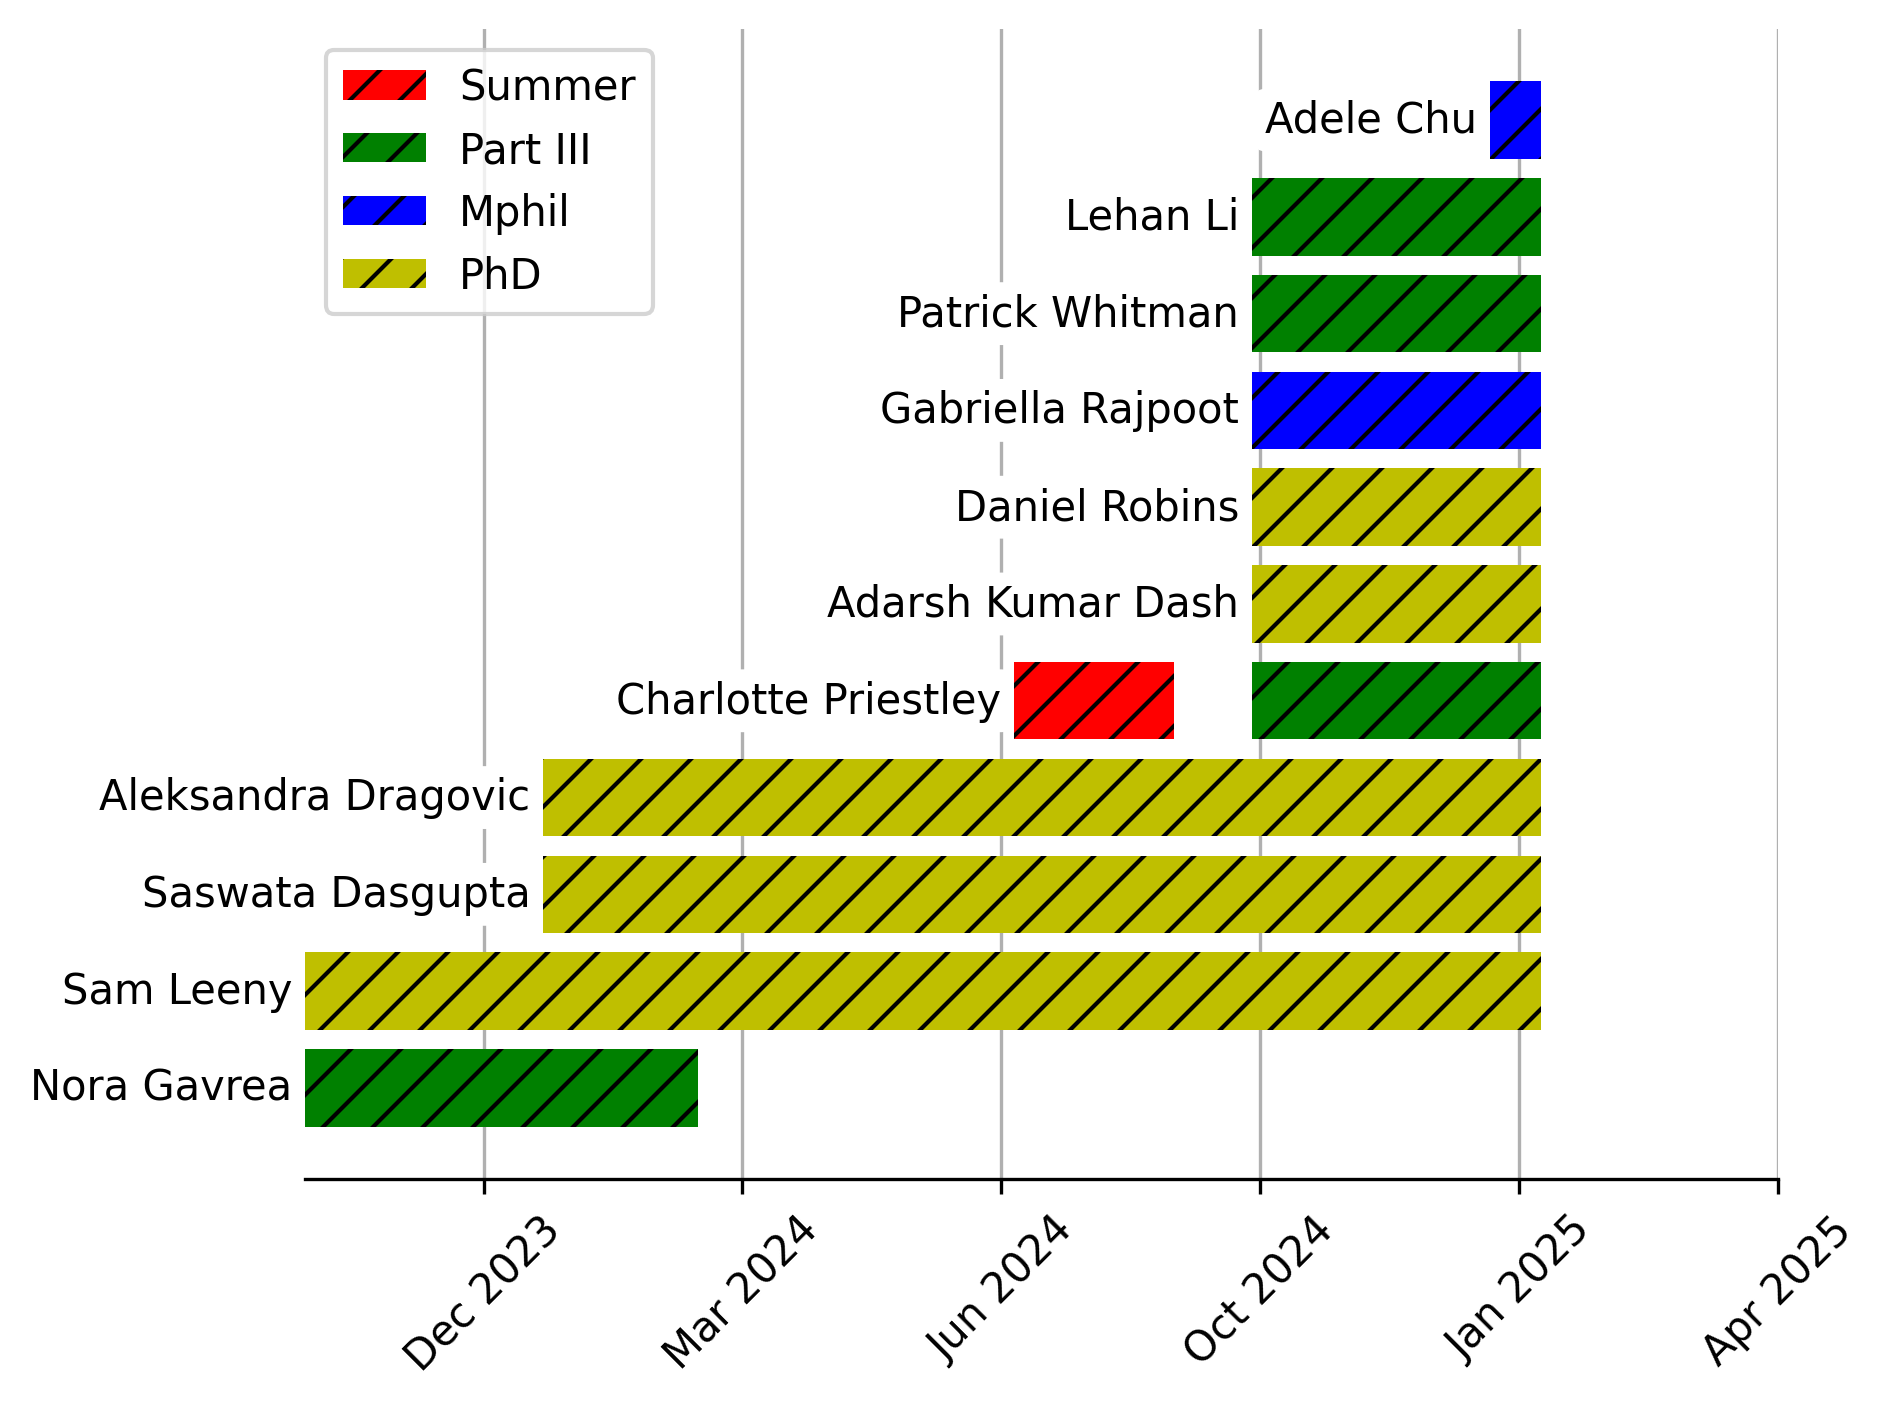 Summer
Part III
Mphil
PhD
Adele Chu
Lehan Li
Patrick Whitman
Gabriella Rajpoot
Daniel Robins
Adarsh Kumar Dash
Charlotte Priestley
Aleksandra Dragovic
Saswata Dasgupta
Sam Leeny
Nora Gavrea
Dec 2023
Mar 2024
Jun 2024
Oct 2024
Jan 2025
Apr 2025